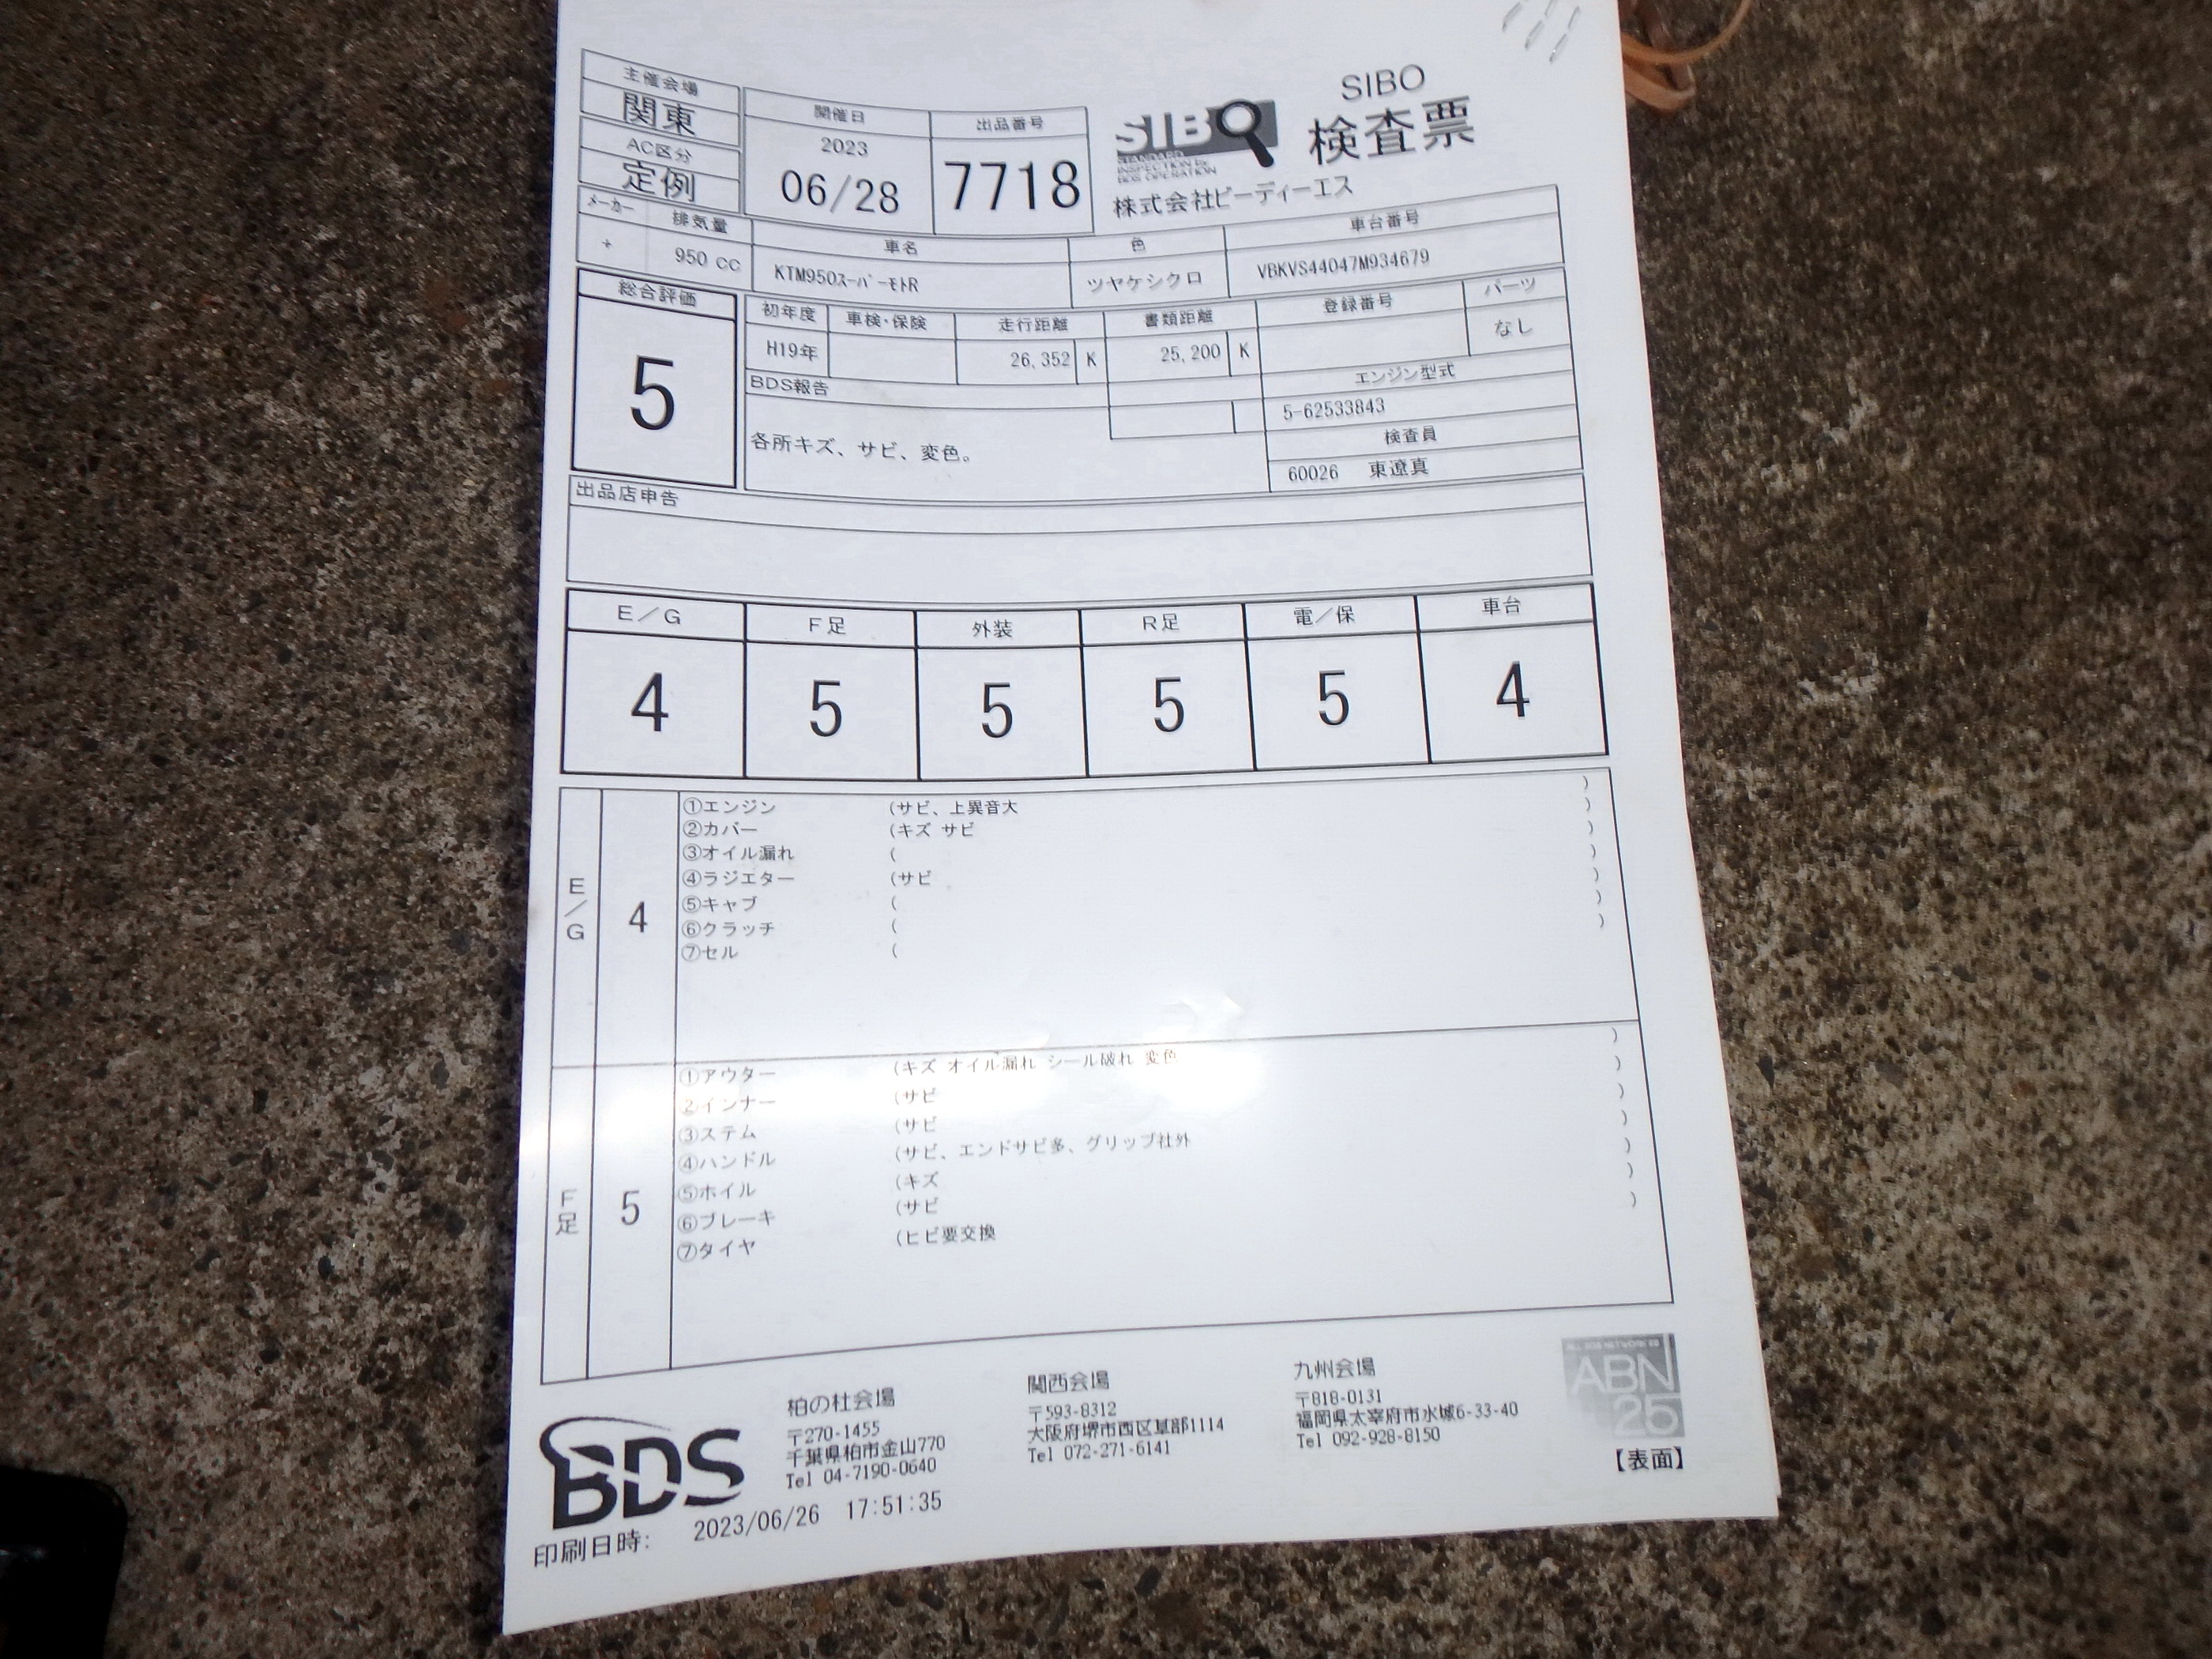 主催会場
関東
AC区分
定例
開催日
2023
06/28
出品番号
7718
SIBO
STANDARD
INSPECTION by
BDS OPERATION
SIBO
検査票
株式会社ビーディーエス
メーカー 排気量 車名 色 車台番号
+ 950 cc KTM950スーパーモトR ツヤケシクロ VBKVS44047M934679
総合評価
5
初年度 車検・保険 走行距離 書類距離 登録番号 パーツ
H19年 26,352 K 25,200 K なし
BDS報告
各所キズ、サビ、変色。
エンジン型式
5-62533843
検査員
60026 東遼真
出品店申告
E/G F足 外装 R足 電/保 車台
4 5 5 5 5 4
E/G 4
①エンジン (サビ、上異音大 )
②カバー (キズ サビ )
③オイル漏れ ( )
④ラジエター (サビ )
⑤キャブ ( )
⑥クラッチ ( )
⑦セル ( )
F足 5
①アウター (キズ オイル漏れ シール破れ 変色 )
②インナー (サビ )
③ステム (サビ )
④ハンドル (サビ、エンドサビ多、グリップ社外 )
⑤ホイル (キズ )
⑥ブレーキ (サビ )
⑦タイヤ (ヒビ要交換 )
BDS
柏の杜会場
〒270-1455
千葉県柏市金山770
Tel 04-7190-0640
関西会場
〒593-8312
大阪府堺市西区草部1114
Tel 072-271-6141
九州会場
〒818-0131
福岡県太宰府市水城6-33-40
Tel 092-928-8150
ABN
25
【表面】
印刷日時: 2023/06/26 17:51:35